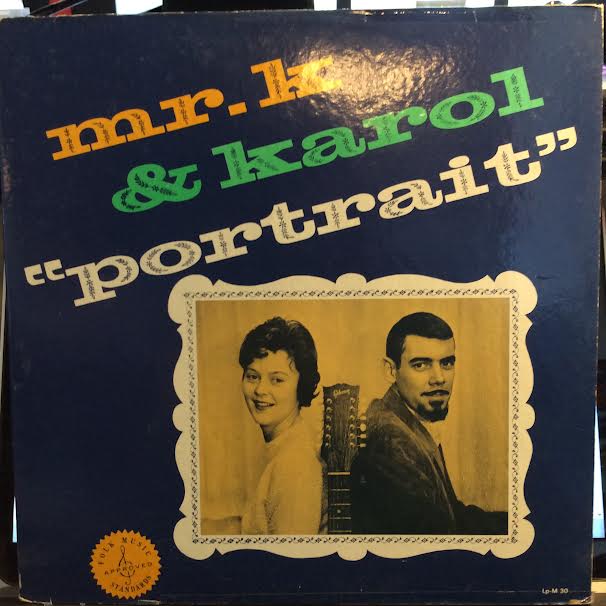 mr. k
& karol
“portrait”
Gibson
FOLK MUSIC
APPROVED
STANDARDS
Lp-M 30